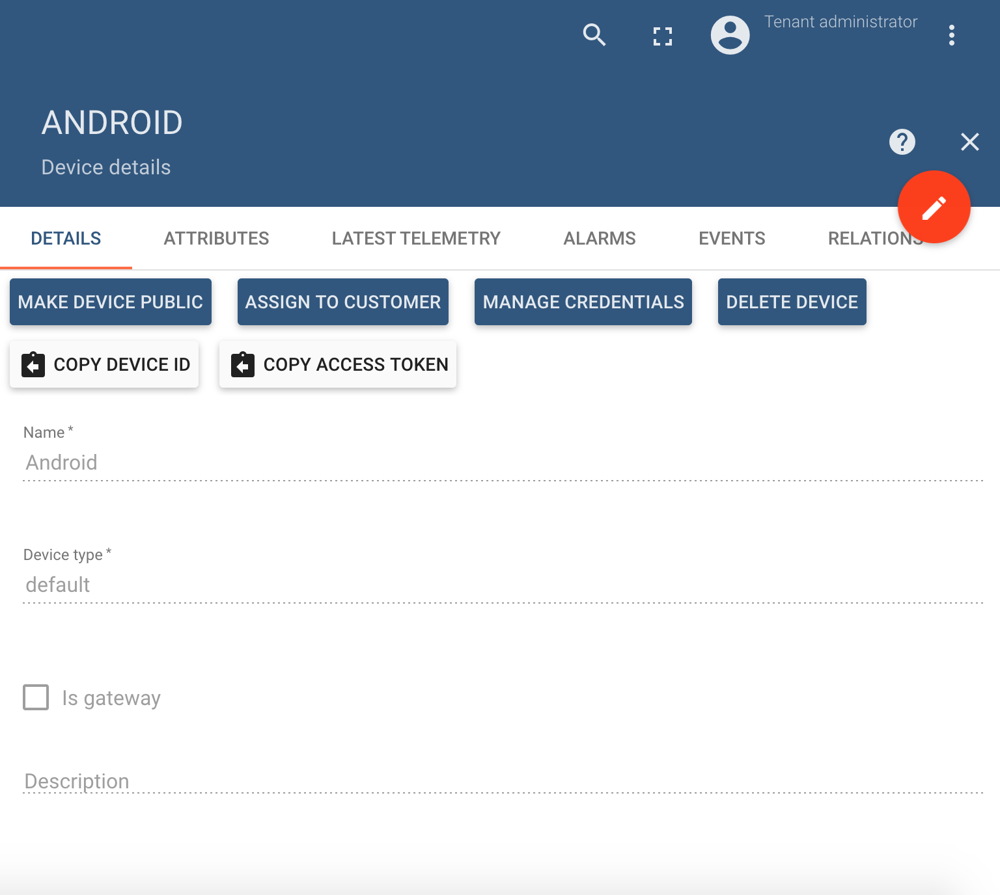 Tenant administrator
ANDROID
Device details
DETAILS ATTRIBUTES LATEST TELEMETRY ALARMS EVENTS RELATIONS
MAKE DEVICE PUBLIC ASSIGN TO CUSTOMER MANAGE CREDENTIALS DELETE DEVICE
COPY DEVICE ID COPY ACCESS TOKEN
Name *
Android
Device type *
default
Is gateway
Description